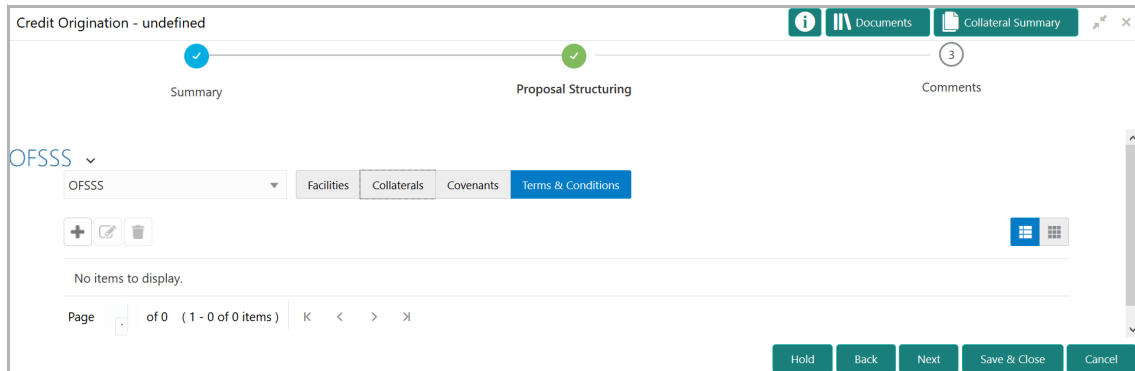 Credit Origination - undefined
Documents
Collateral Summary
3
Summary
Proposal Structuring
Comments
OFSSS
OFSSS
Facilities
Collaterals
Covenants
Terms & Conditions
No items to display.
Page of 0 ( 1 - 0 of 0 items )
Hold
Back
Next
Save & Close
Cancel